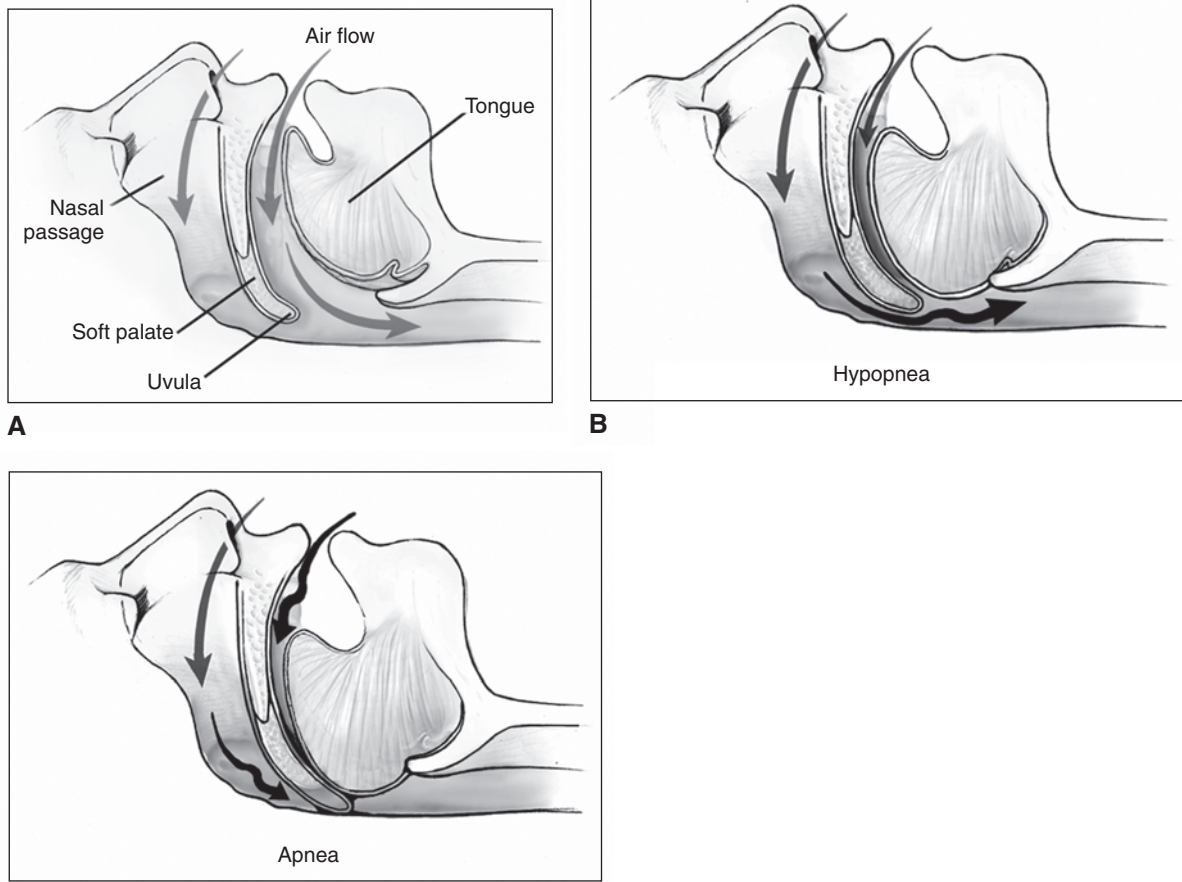 Air flow
Tongue
Nasal
passage
Soft palate
Uvula
A
Hypopnea
B
Apnea